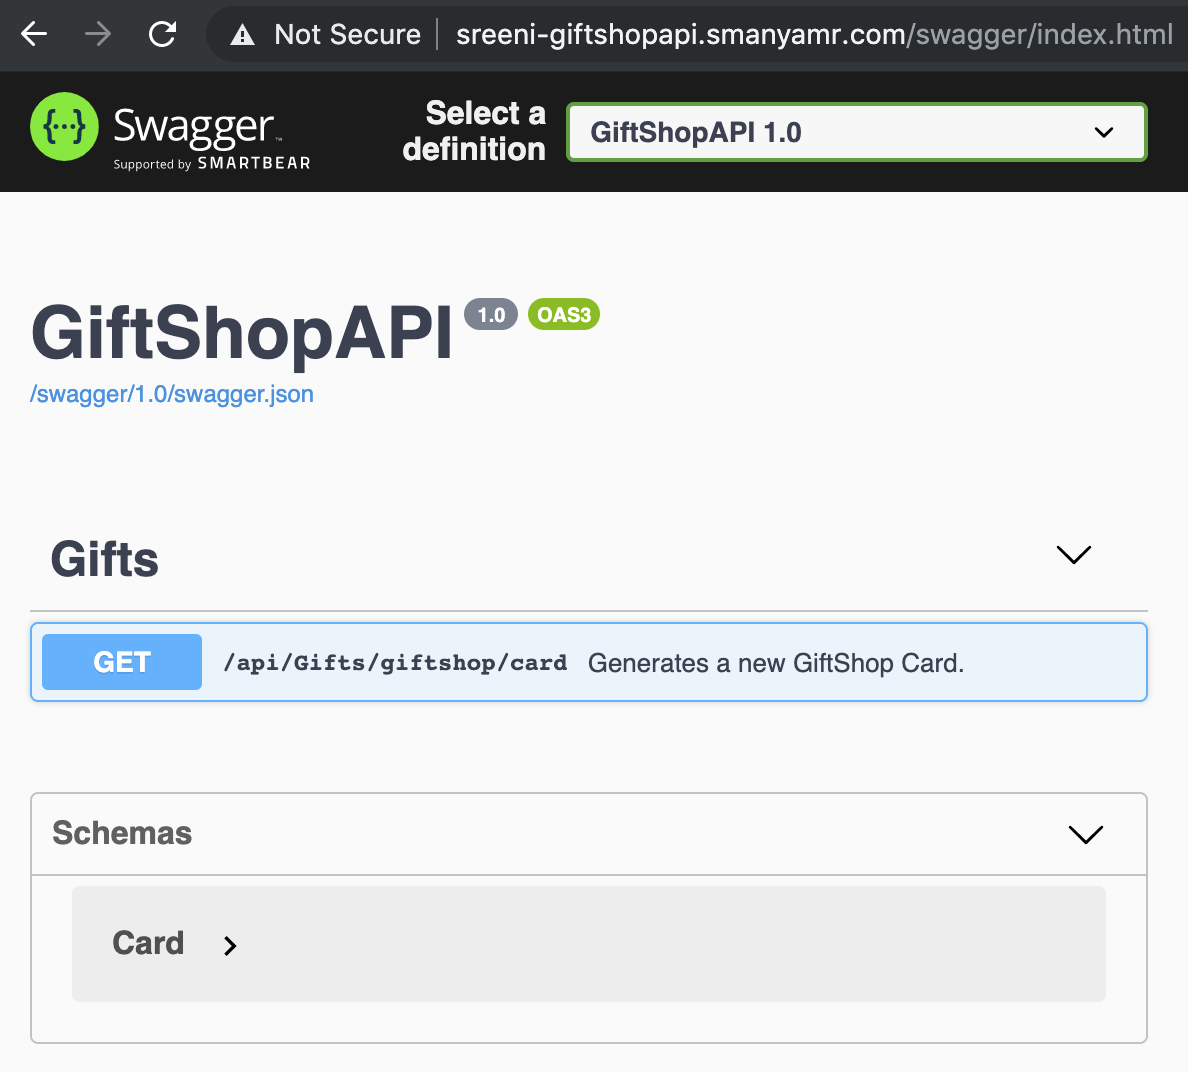 Not Secure | sreeni-giftshopapi.smanyamr.com/swagger/index.html
{···} Swagger™
Supported by SMARTBEAR
Select a
definition
GiftShopAPI 1.0
GiftShopAPI 1.0 OAS3
/swagger/1.0/swagger.json
Gifts
GET /api/Gifts/giftshop/card Generates a new GiftShop Card.
Schemas
Card